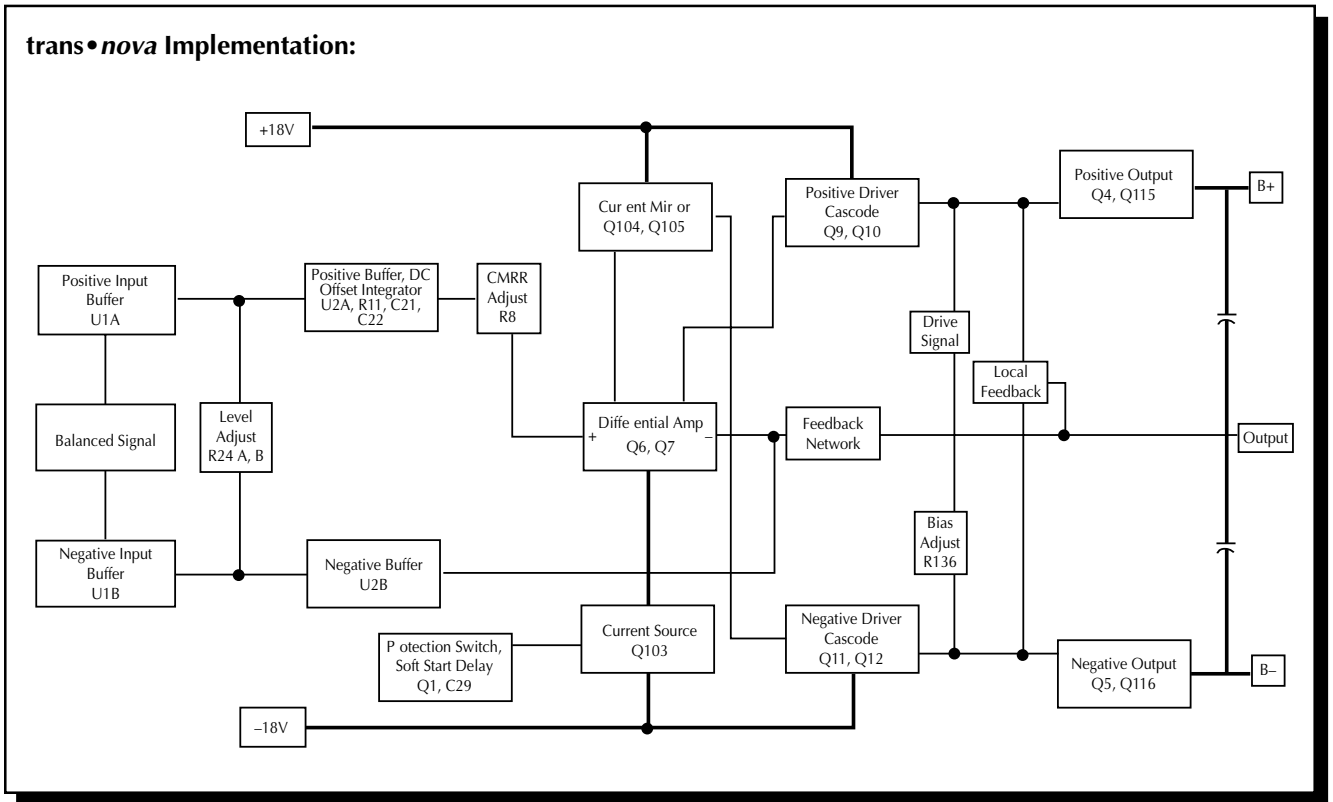 trans•nova Implementation:
+18V
Cur ent Mir or
Q104, Q105
Positive Driver
Cascode
Q9, Q10
Positive Output
Q4, Q115
B+
Positive Input
Buffer
U1A
Positive Buffer, DC
Offset Integrator
U2A, R11, C21,
C22
CMRR
Adjust
R8
Drive
Signal
Local
Feedback
Balanced Signal
Level
Adjust
R24 A, B
+
Diffe ential Amp
Q6, Q7
–
Feedback
Network
Output
Negative Input
Buffer
U1B
Negative Buffer
U2B
Bias
Adjust
R136
P otection Switch,
Soft Start Delay
Q1, C29
Current Source
Q103
Negative Driver
Cascode
Q11, Q12
Negative Output
Q5, Q116
B–
–18V